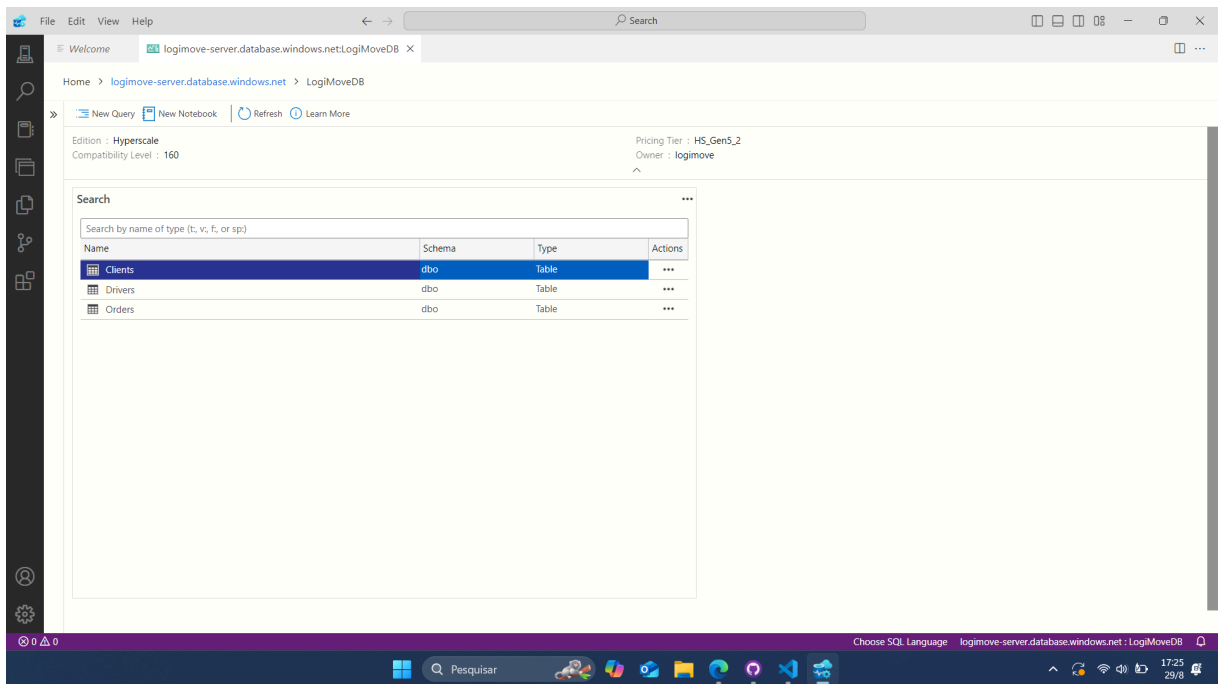 File Edit View Help
Search
Welcome
logimove-server.database.windows.net:LogiMoveDB
Home > logimove-server.database.windows.net > LogiMoveDB
New Query New Notebook Refresh Learn More
Edition : Hyperscale
Pricing Tier : HS_Gen5_2
Compatibility Level : 160
Owner : logimove
Search
Search by name of type (t:, v:, f:, or sp:)
Name Schema Type Actions
Clients dbo Table
Drivers dbo Table
Orders dbo Table
0 0
Choose SQL Language logimove-server.database.windows.net : LogiMoveDB
Pesquisar
17:25
29/8